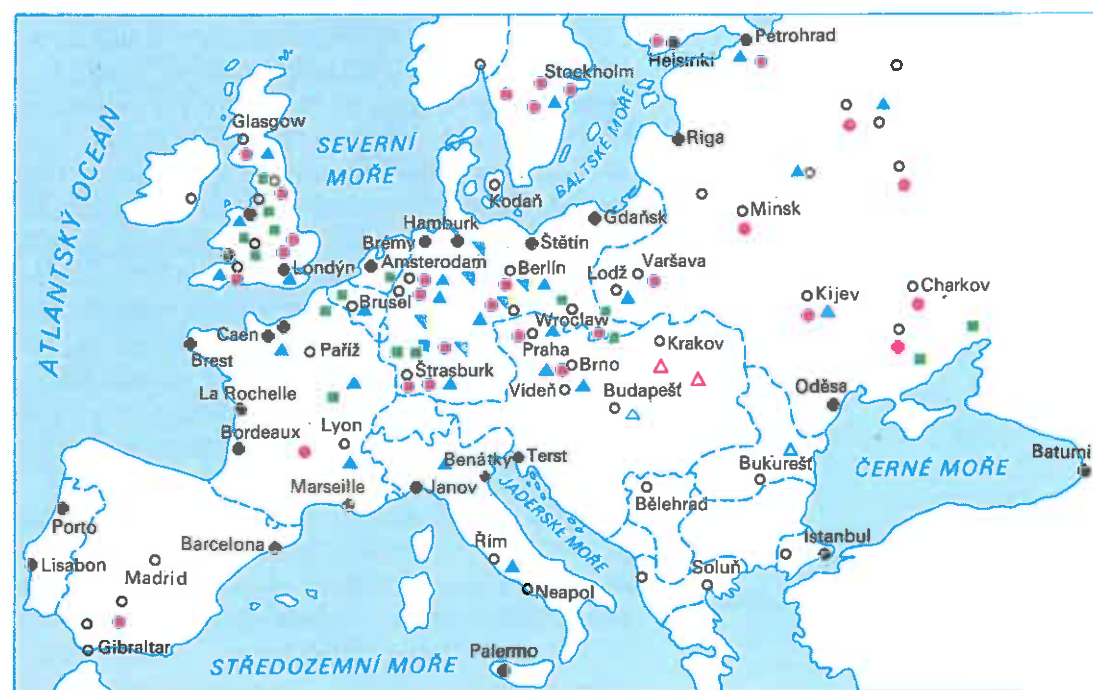 Petrohrad
Helsinki
Stockholm
ATLANTSKÝ OCEÁN
Glasgow
SEVERNÍ
MOŘE
BALTSKÉ MOŘE
Riga
Kodaň
Minsk
Gdaňsk
Hamburk
Brémy
Štětín
Amsterodam
Londýn
Berlín
Lodž
Varšava
Brusel
Kijev
Charkov
Wroclaw
Caen
Paříž
Praha
Krakov
Brest
Štrasburk
Brno
Vídeň
Budapešť
La Rochelle
Oděsa
Lyon
Bordeaux
Benátky
Terst
Bukurešť
ČERNÉ MOŘE
Batumi
Marseille
Janov
JADERSKÉ MOŘE
Bělehrad
Porto
Barcelona
Řím
Istanbul
Lisabon
Madrid
Soluň
Neapol
Gibraltar
STŘEDOZEMNÍ MOŘE
Palermo